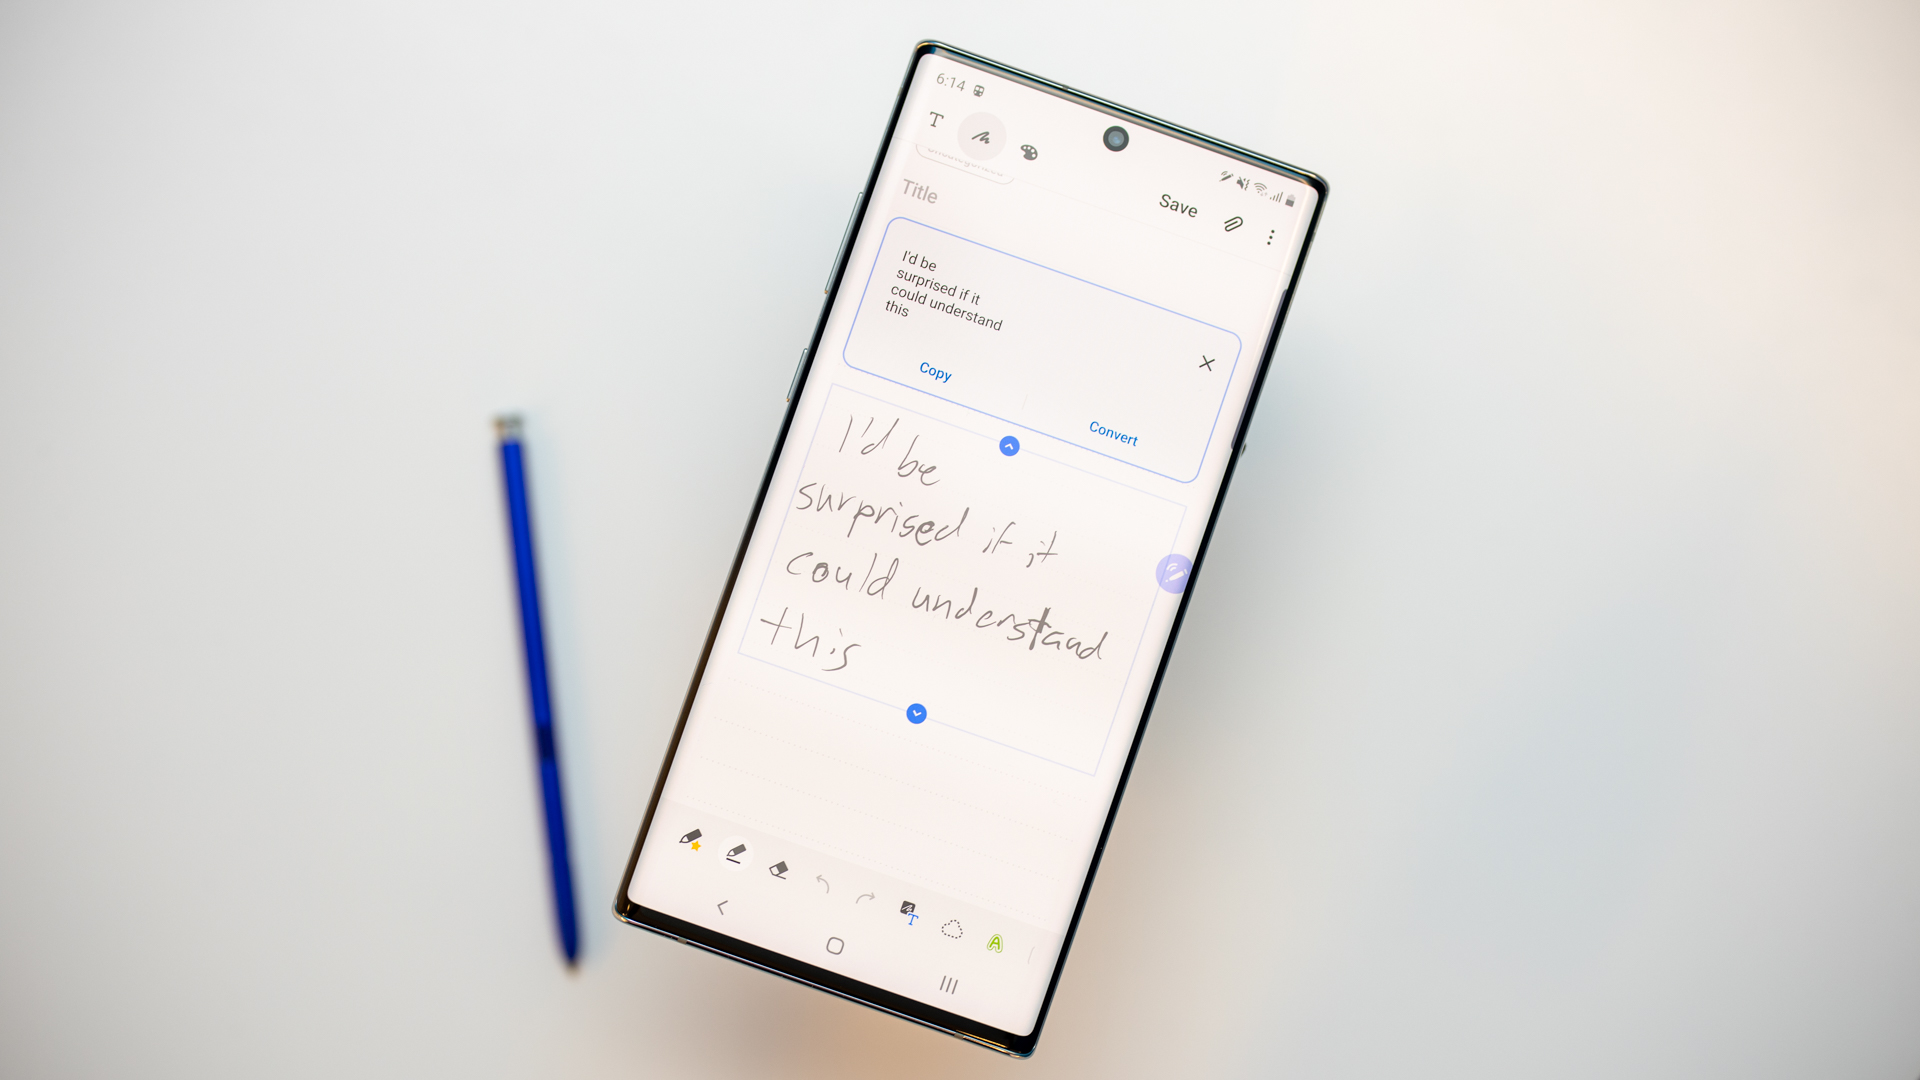 6:14
T
Title
Save
I'd be
surprised if it
could understand
this
Copy
Convert
I'd be
surprised if it
could understand
this
T
A